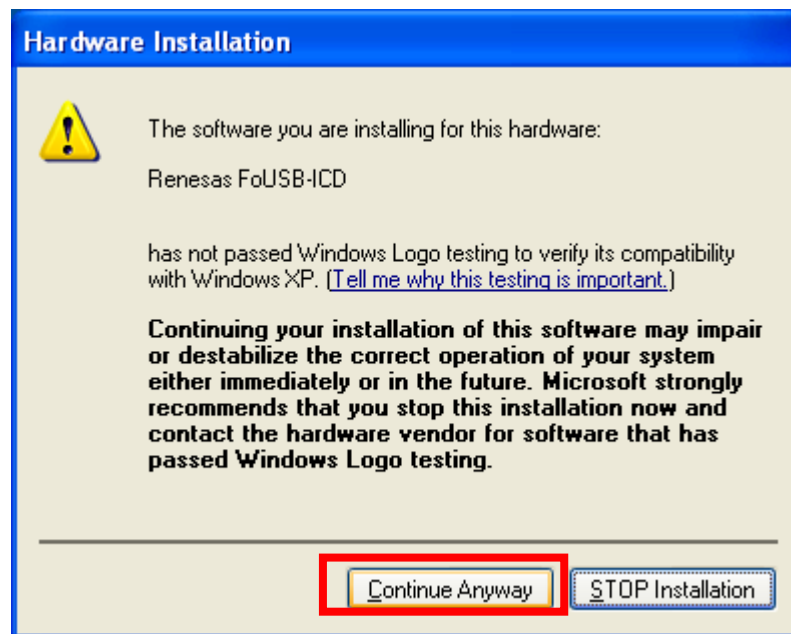 Hardware Installation
The software you are installing for this hardware:
Renesas FoUSB-ICD
has not passed Windows Logo testing to verify its compatibility
with Windows XP. (Tell me why this testing is important.)
Continuing your installation of this software may impair
or destabilize the correct operation of your system
either immediately or in the future. Microsoft strongly
recommends that you stop this installation now and
contact the hardware vendor for software that has
passed Windows Logo testing.
Continue Anyway
STOP Installation